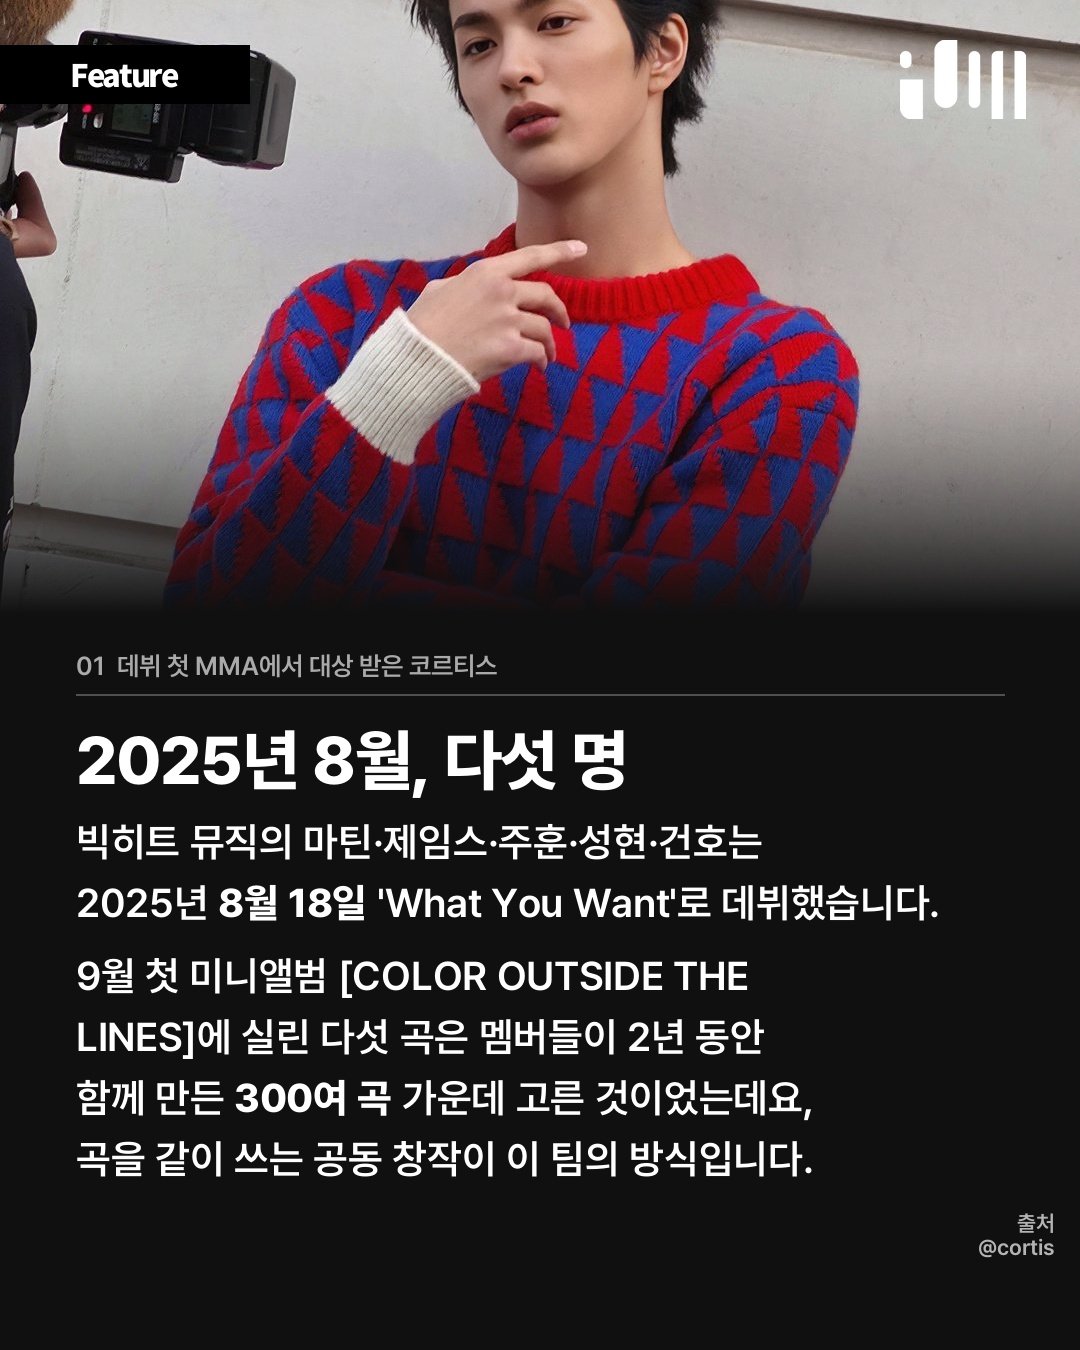 Feature
01 데뷔 첫 MMA에서 대상 받은 코르티스
2025년 8월, 다섯 명
빅히트 뮤직의 마틴·제임스·주훈·성현·건호는
2025년 8월 18일 'What You Want'로 데뷔했습니다.
9월 첫 미니앨범 [COLOR OUTSIDE THE
LINES]에 실린 다섯 곡은 멤버들이 2년 동안
함께 만든 300여 곡 가운데 고른 것이었는데요,
곡을 같이 쓰는 공동 창작이 이 팀의 방식입니다.
출처
@cortis